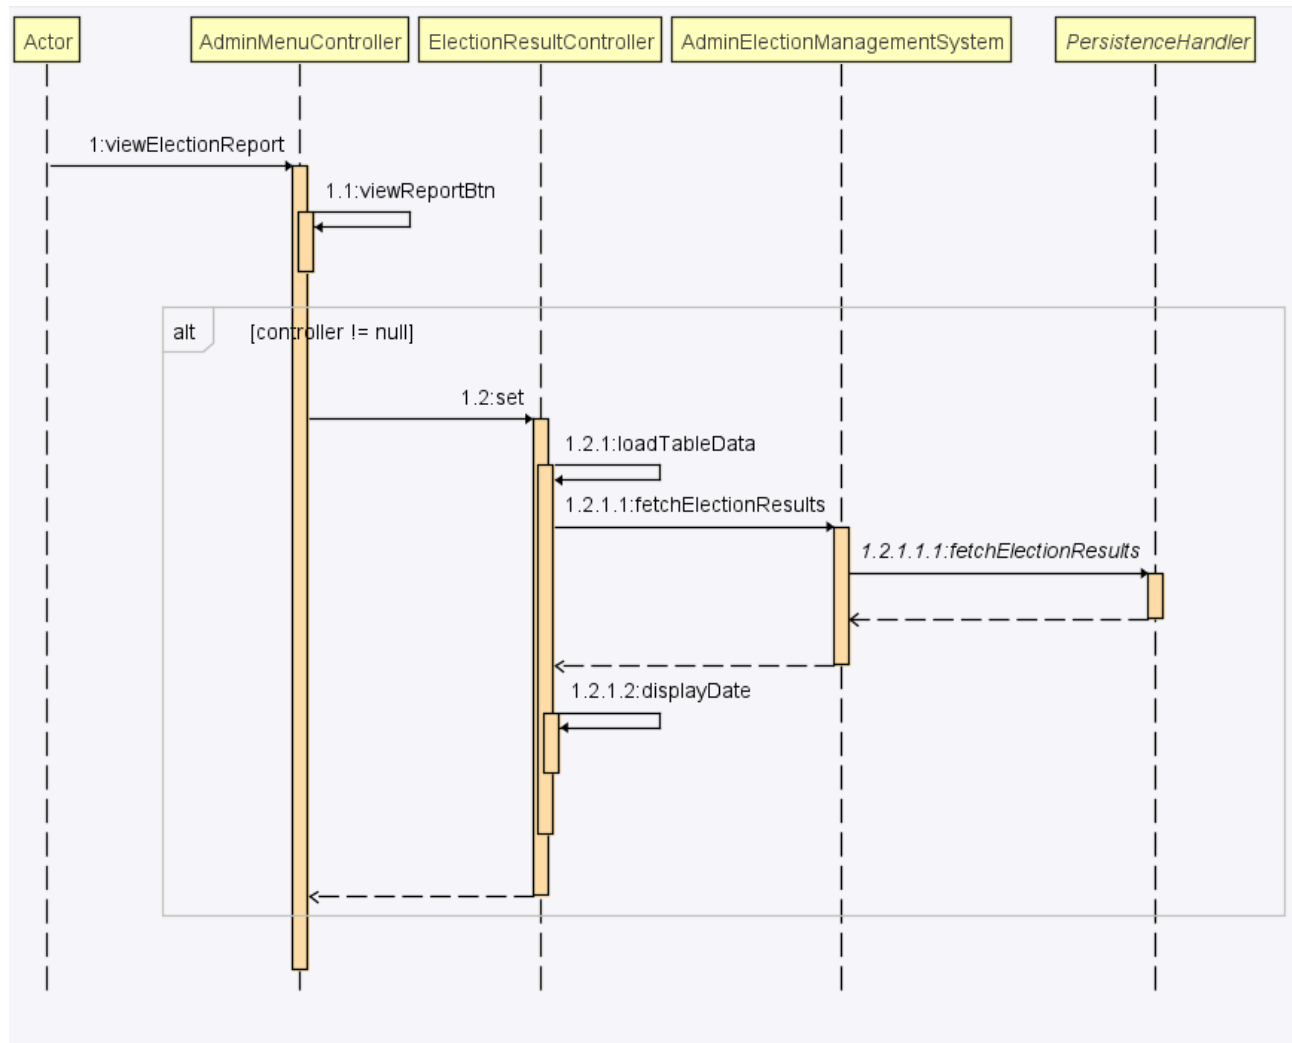 Actor
AdminMenuController
ElectionResultController
AdminElectionManagementSystem
PersistenceHandler
1:viewElectionReport
1.1:viewReportBtn
alt
[controller != null]
1.2:set
1.2.1:loadTableData
1.2.1.1:fetchElectionResults
1.2.1.1.1:fetchElectionResults
1.2.1.2:displayDate